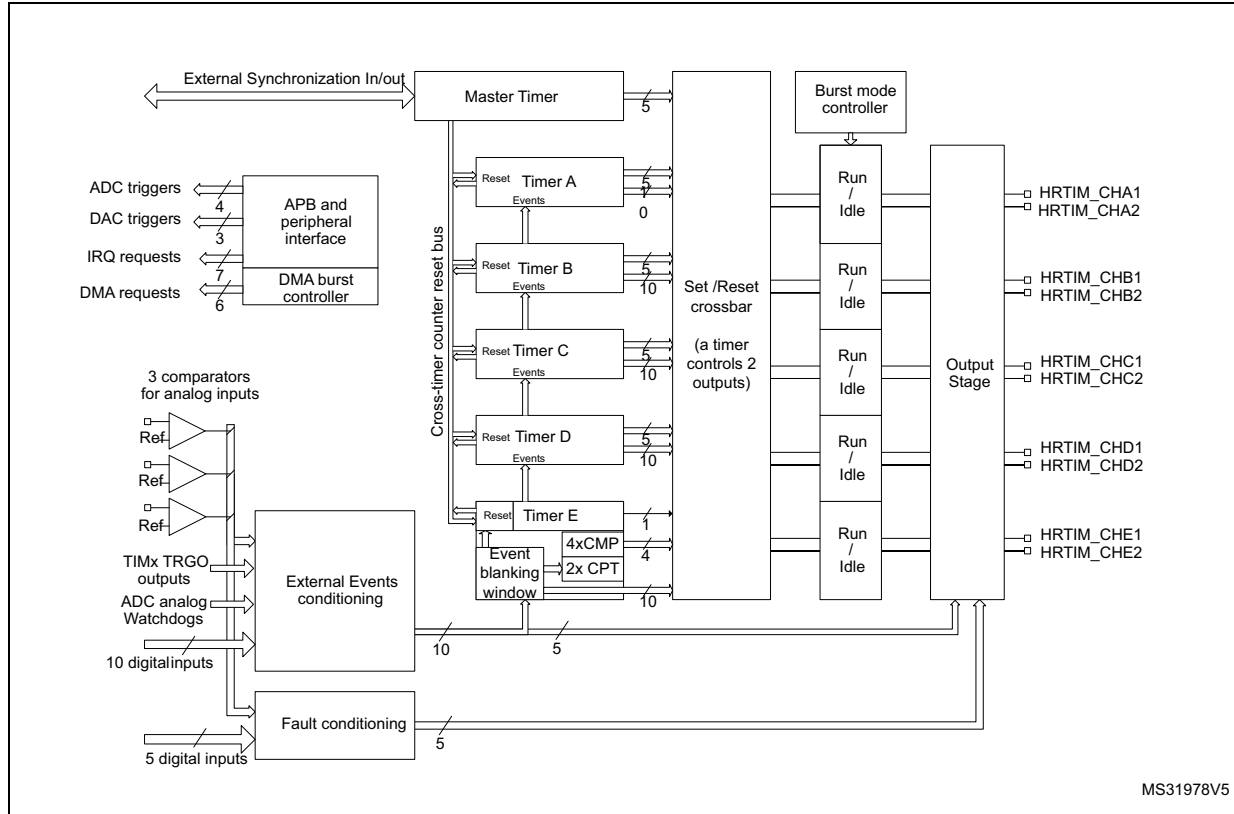 External Synchronization In/out
Master Timer
5
Burst mode
controller
ADC triggers
4
DAC triggers
3
IRQ requests
7
DMA requests
6
APB and
peripheral
interface
DMA burst
controller
Cross-timer counter reset bus
Reset
Timer A
Events
5
1
0
Reset
Timer B
Events
5
10
Reset
Timer C
Events
5
10
Reset
Timer D
Events
5
10
Reset
Timer E
1
4xCMP
4
2x CPT
Event
blanking
window
10
Set /Reset
crossbar
(a timer
controls 2
outputs)
Run
/
Idle
Run
/
Idle
Run
/
Idle
Run
/
Idle
Run
/
Idle
Output
Stage
HRTIM_CHA1
HRTIM_CHA2
HRTIM_CHB1
HRTIM_CHB2
HRTIM_CHC1
HRTIM_CHC2
HRTIM_CHD1
HRTIM_CHD2
HRTIM_CHE1
HRTIM_CHE2
3 comparators
for analog inputs
Ref
Ref
Ref
TIMx TRGO
outputs
ADC analog
Watchdogs
10 digitalinputs
External Events
conditioning
10
5
Fault conditioning
5
5 digital inputs
MS31978V5